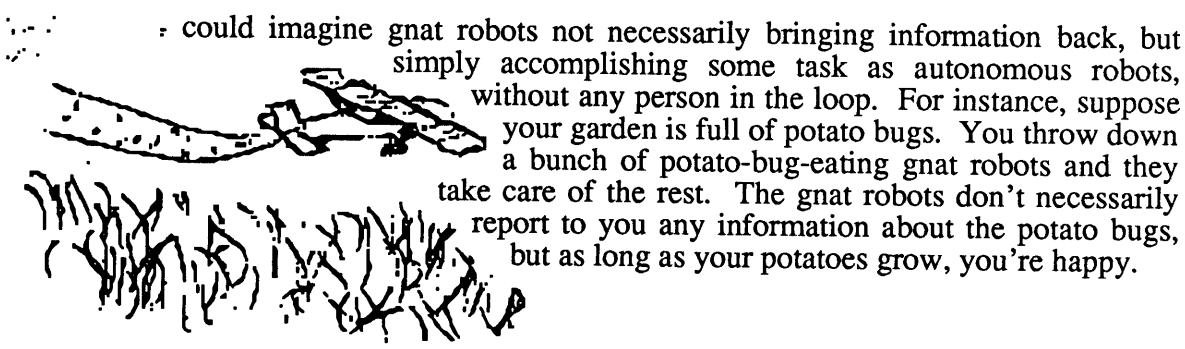 could imagine gnat robots not necessarily bringing information back, but
simply accomplishing some task as autonomous robots,
without any person in the loop. For instance, suppose
your garden is full of potato bugs. You throw down
a bunch of potato-bug-eating gnat robots and they
take care of the rest. The gnat robots don't necessarily
report to you any information about the potato bugs,
but as long as your potatoes grow, you're happy.